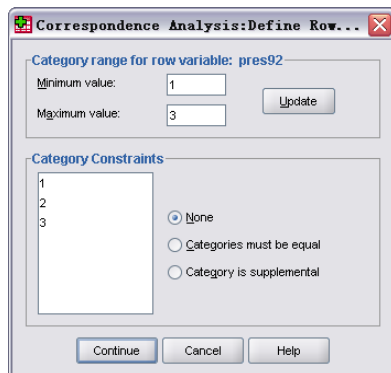 Correspondence Analysis:Define Row...
Category range for row variable: pres92
Minimum value: 1
Update
Maximum value: 3
Category Constraints
1
2
3
None
Categories must be equal
Category is supplemental
Continue Cancel Help